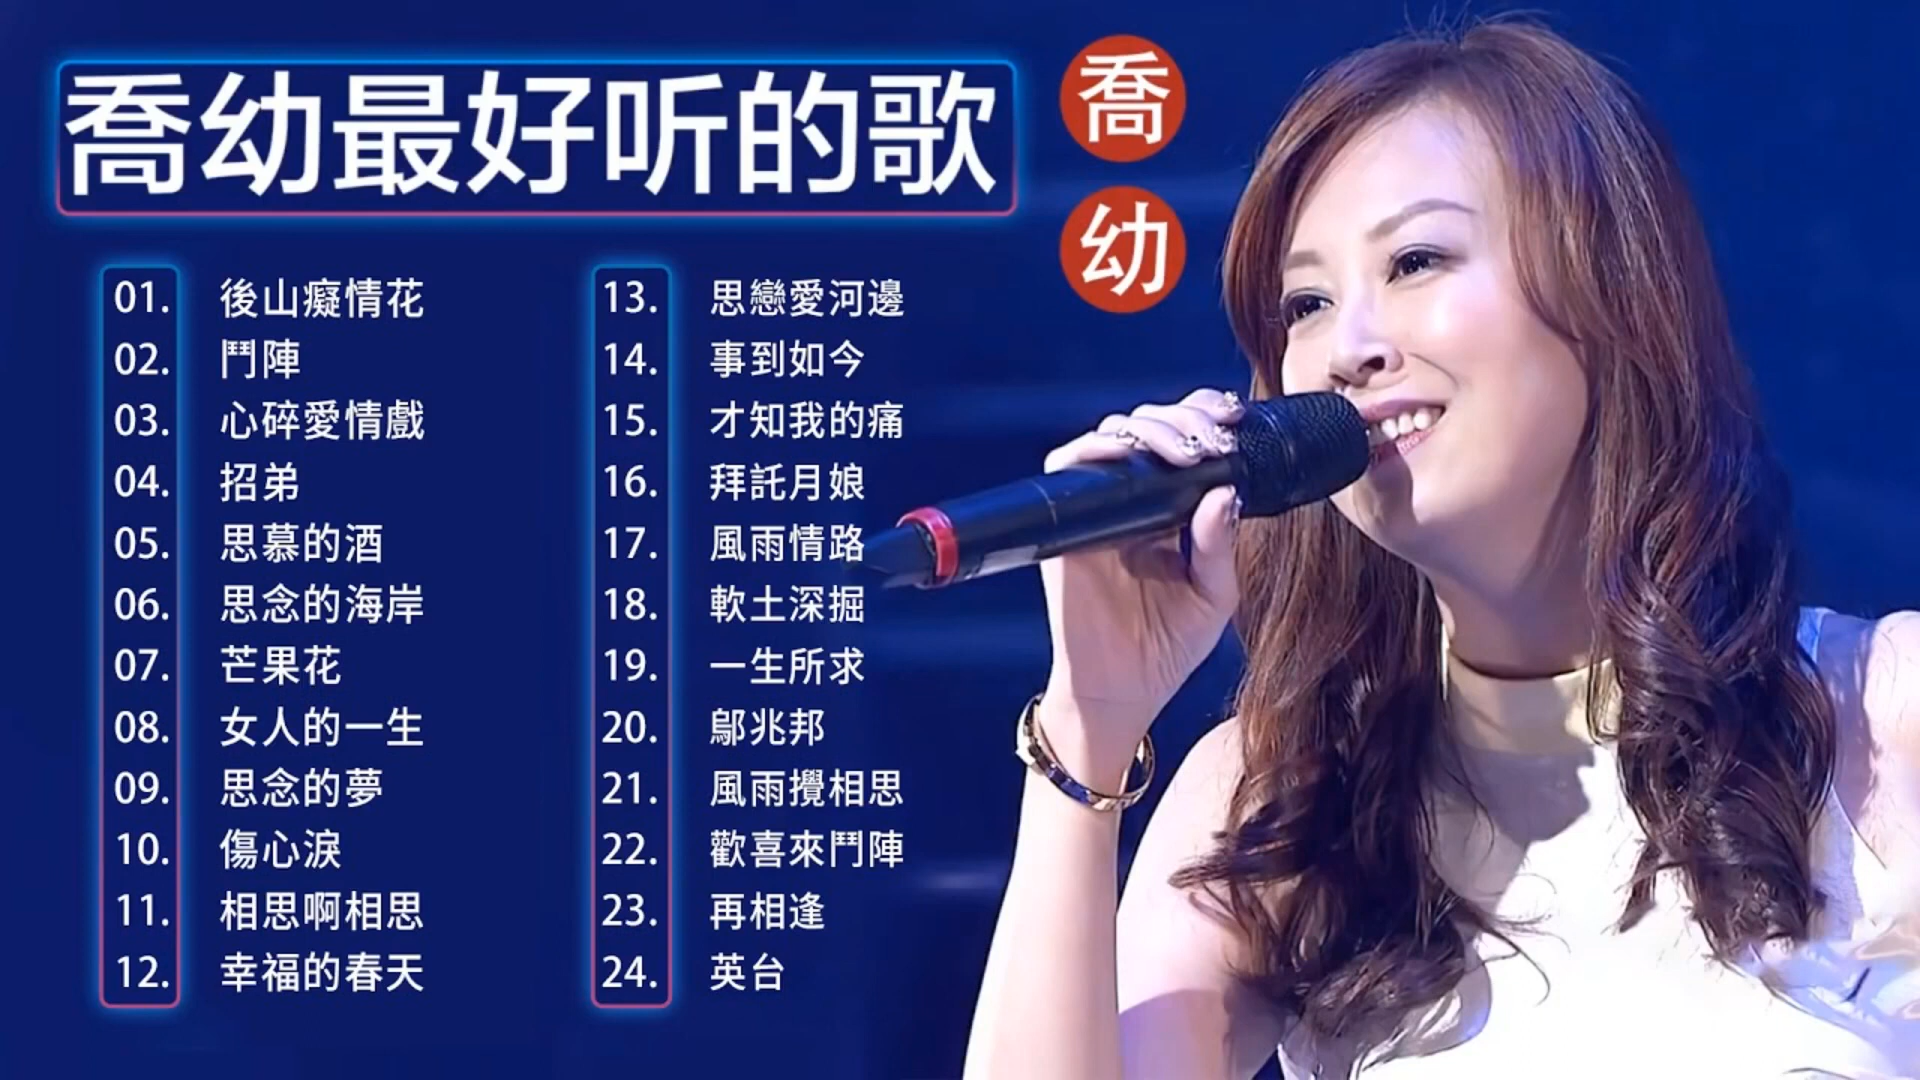 喬幼最好听的歌
喬
幼
01. 後山癡情花
02. 鬥陣
03. 心碎愛情戲
04. 招弟
05. 思慕的酒
06. 思念的海岸
07. 芒果花
08. 女人的一生
09. 思念的夢
10. 傷心淚
11. 相思啊相思
12. 幸福的春天
13. 思戀愛河邊
14. 事到如今
15. 才知我的痛
16. 拜託月娘
17. 風雨情路
18. 軟土深掘
19. 一生所求
20. 鄔兆邦
21. 風雨攪相思
22. 歡喜來鬥陣
23. 再相逢
24. 英台